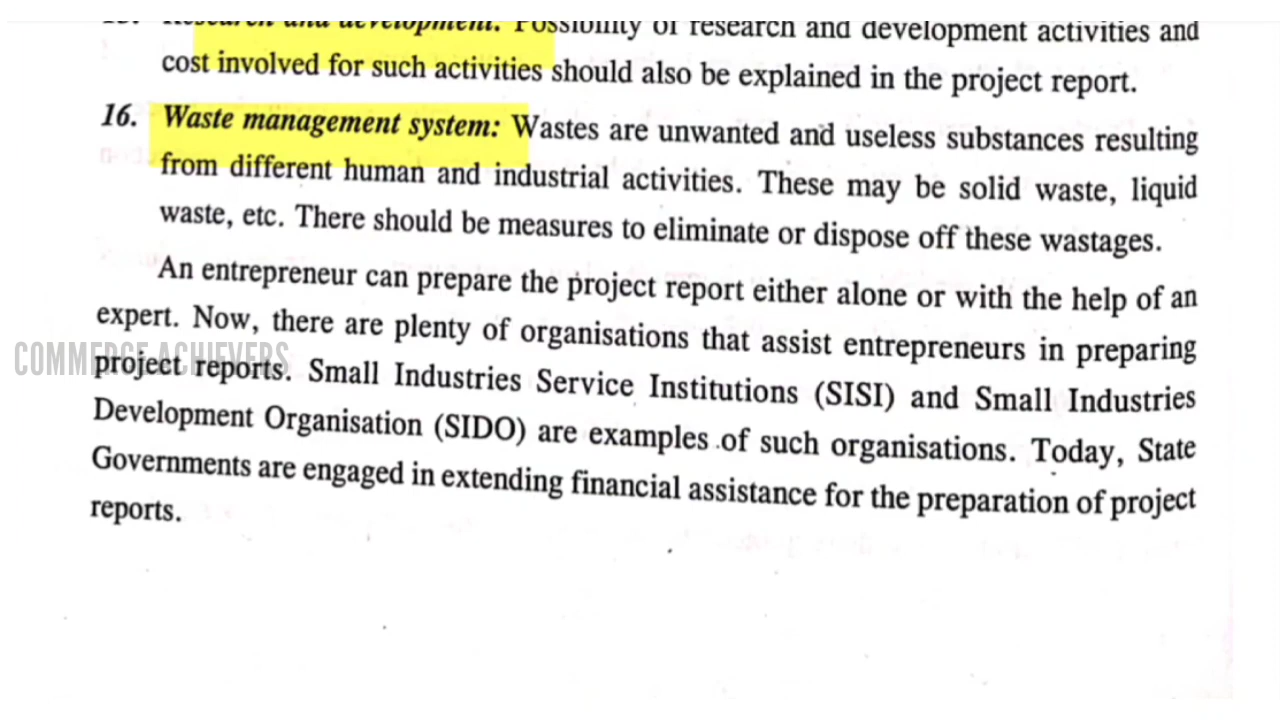 15. Research and development: Possibility of research and development activities and
cost involved for such activities should also be explained in the project report.
16. Waste management system: Wastes are unwanted and useless substances resulting
from different human and industrial activities. These may be solid waste, liquid
waste, etc. There should be measures to eliminate or dispose off these wastages.
An entrepreneur can prepare the project report either alone or with the help of an
expert. Now, there are plenty of organisations that assist entrepreneurs in preparing
COMMERCE ACHIEVERS
project reports. Small Industries Service Institutions (SISI) and Small Industries
Development Organisation (SIDO) are examples of such organisations. Today, State
Governments are engaged in extending financial assistance for the preparation of project
reports.